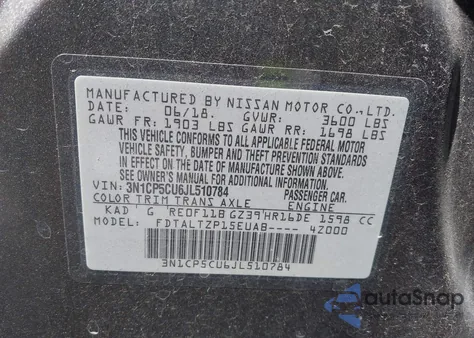 MANUFACTURED BY NISSAN MOTOR CO.,LTD.
DATE: 06/18. GVWR: 3600 LBS
GAWR FR: 1903 LBS GAWR RR: 1698 LBS
THIS VEHICLE CONFORMS TO ALL APPLICABLE FEDERAL MOTOR
VEHICLE SAFETY, BUMPER AND THEFT PREVENTION STANDARDS
IN EFFECT ON THE DATE OF MANUFACTURE SHOWN ABOVE.
SEE OWNER'S MANUAL FOR ADDITIONAL INFORMATION.
VIN: 3N1CP5CU6JL510784 PASSENGER CAR.
COLOR TRIM TRANS AXLE ENGINE
KAD G RE0F11B GZ39 HR16DE 1598 CC
FDTALTZP15EUAB---- 4Z000
3N1CP5CU6JL510784
autoSnap